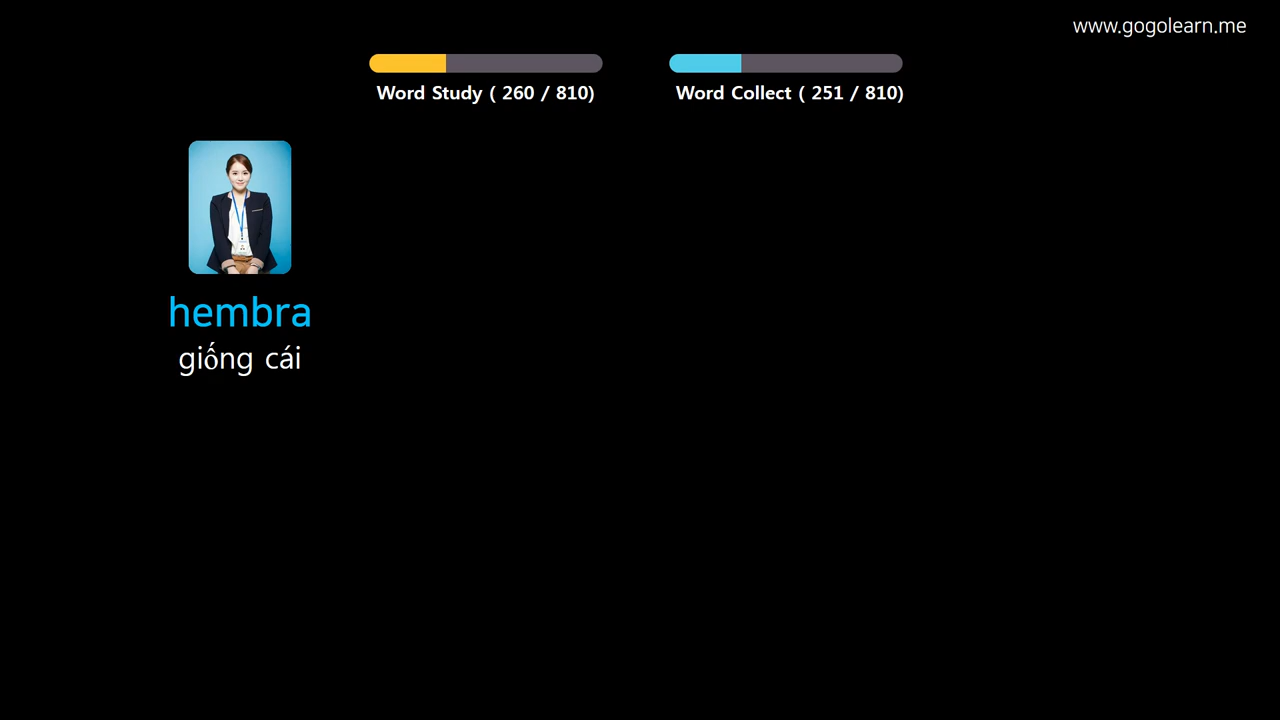 www.gogolearn.me
Word Study ( 260 / 810)
Word Collect ( 251 / 810)
hembra
giống cái